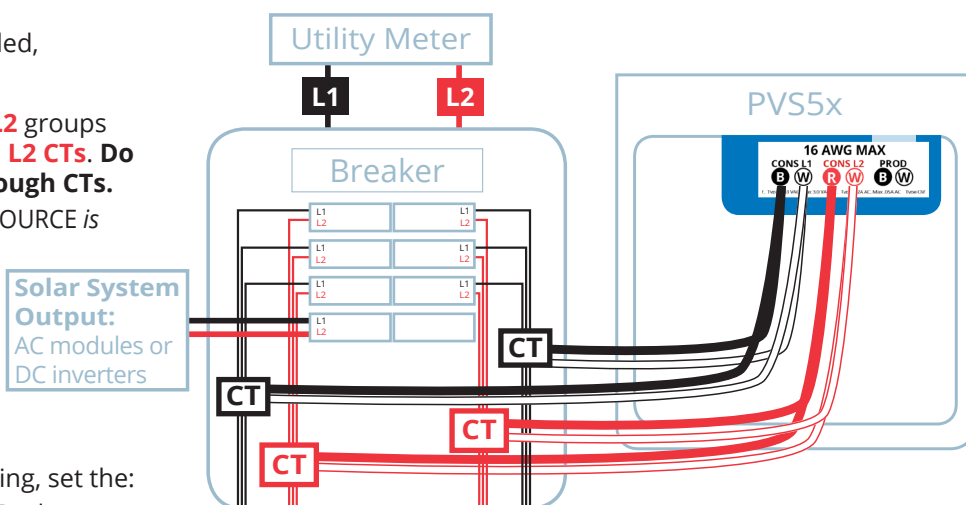 led,
L2 groups
L2 CTs. Do
ough CTs.
OURCE is
Utility Meter
L1
L2
Breaker
L1
L2
L1
L2
L1
L2
L1
L2
L1
L2
L1
L2
L1
L2
Solar System
Output:
AC modules or
DC inverters
CT
CT
CT
CT
PVS5x
16 AWG MAX
CONS L1 CONS L2 PROD
B W R W B W
ing, set the: